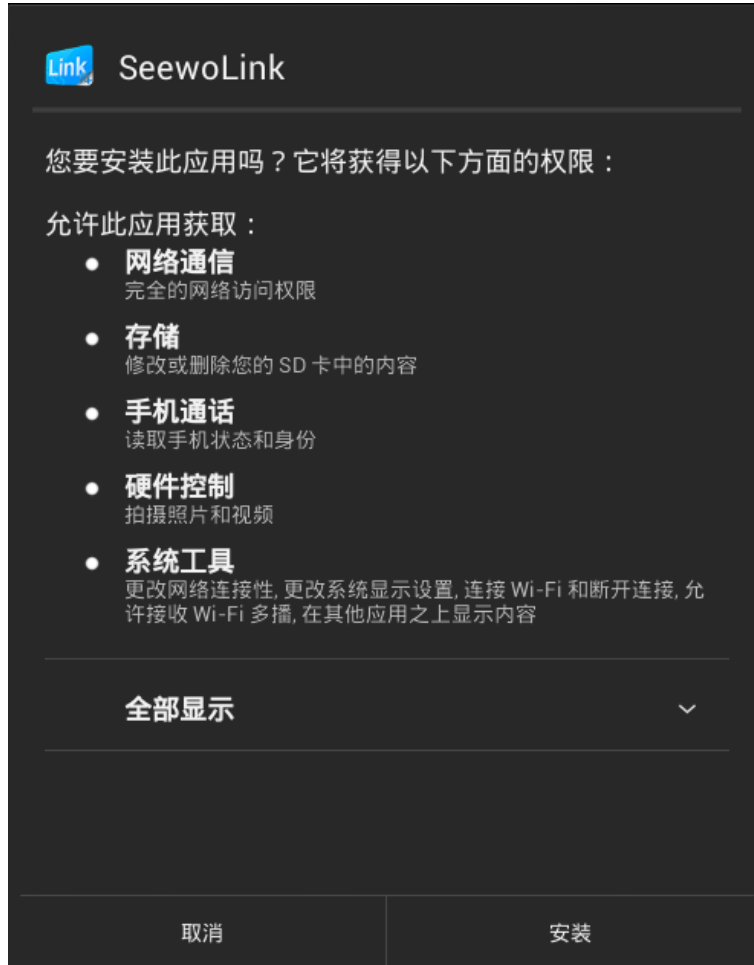 Link
SeewoLink
您要安装此应用吗？它将获得以下方面的权限：
允许此应用获取：
网络通信
完全的网络访问权限
存储
修改或删除您的 SD 卡中的内容
手机通话
读取手机状态和身份
硬件控制
拍摄照片和视频
系统工具
更改网络连接性, 更改系统显示设置, 连接 Wi-Fi 和断开连接, 允
许接收 Wi-Fi 多播, 在其他应用之上显示内容
全部显示
取消
安装